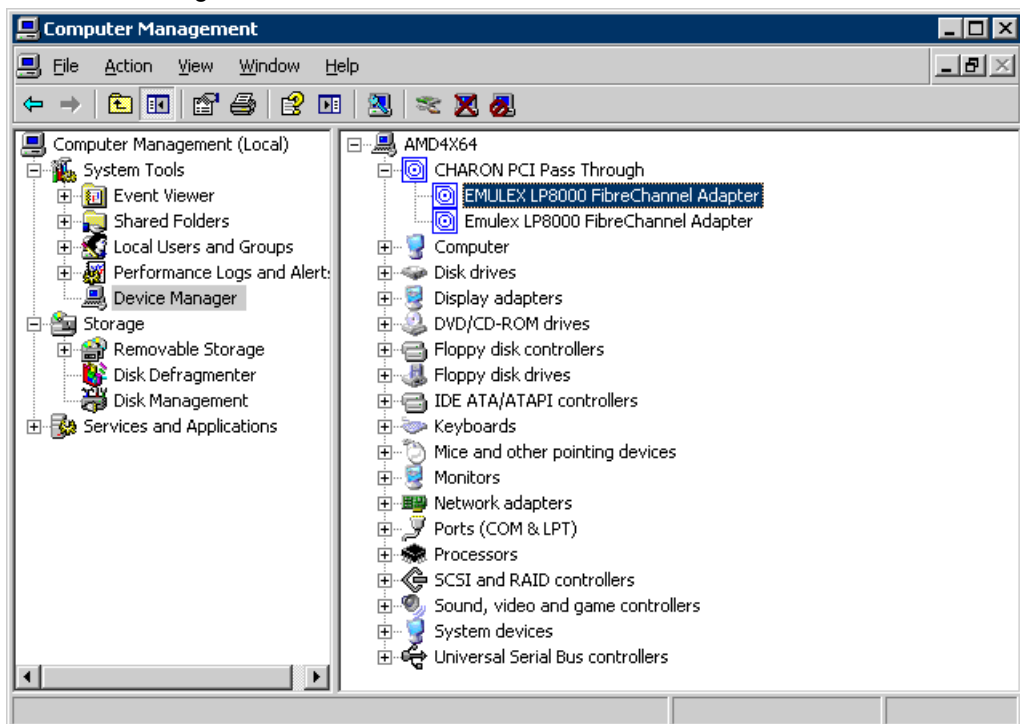 Computer Management
File Action View Window Help
Computer Management (Local)
System Tools
Event Viewer
Shared Folders
Local Users and Groups
Performance Logs and Alert:
Device Manager
Storage
Removable Storage
Disk Defragmenter
Disk Management
Services and Applications
AMD4X64
CHARON PCI Pass Through
EMULEX LP8000 FibreChannel Adapter
Emulex LP8000 FibreChannel Adapter
Computer
Disk drives
Display adapters
DVD/CD-ROM drives
Floppy disk controllers
Floppy disk drives
IDE ATA/ATAPI controllers
Keyboards
Mice and other pointing devices
Monitors
Network adapters
Ports (COM & LPT)
Processors
SCSI and RAID controllers
Sound, video and game controllers
System devices
Universal Serial Bus controllers